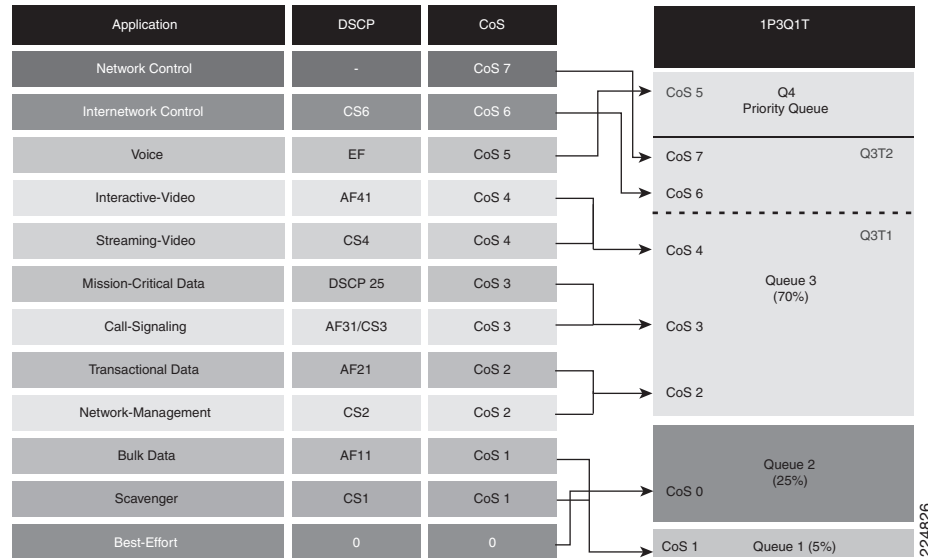 Application DSCP CoS 1P3Q1T
Network Control - CoS 7
Internetwork Control CS6 CoS 6
Voice EF CoS 5
Interactive-Video AF41 CoS 4
Streaming-Video CS4 CoS 4
Mission-Critical Data DSCP 25 CoS 3
Call-Signaling AF31/CS3 CoS 3
Transactional Data AF21 CoS 2
Network-Management CS2 CoS 2
Bulk Data AF11 CoS 1
Scavenger CS1 CoS 1
Best-Effort 0 0
CoS 5 Q4
Priority Queue
CoS 7 Q3T2
CoS 6
Q3T1
CoS 4
Queue 3
(70%)
CoS 3
CoS 2
Queue 2
(25%)
CoS 0
CoS 1 Queue 1 (5%)
224826